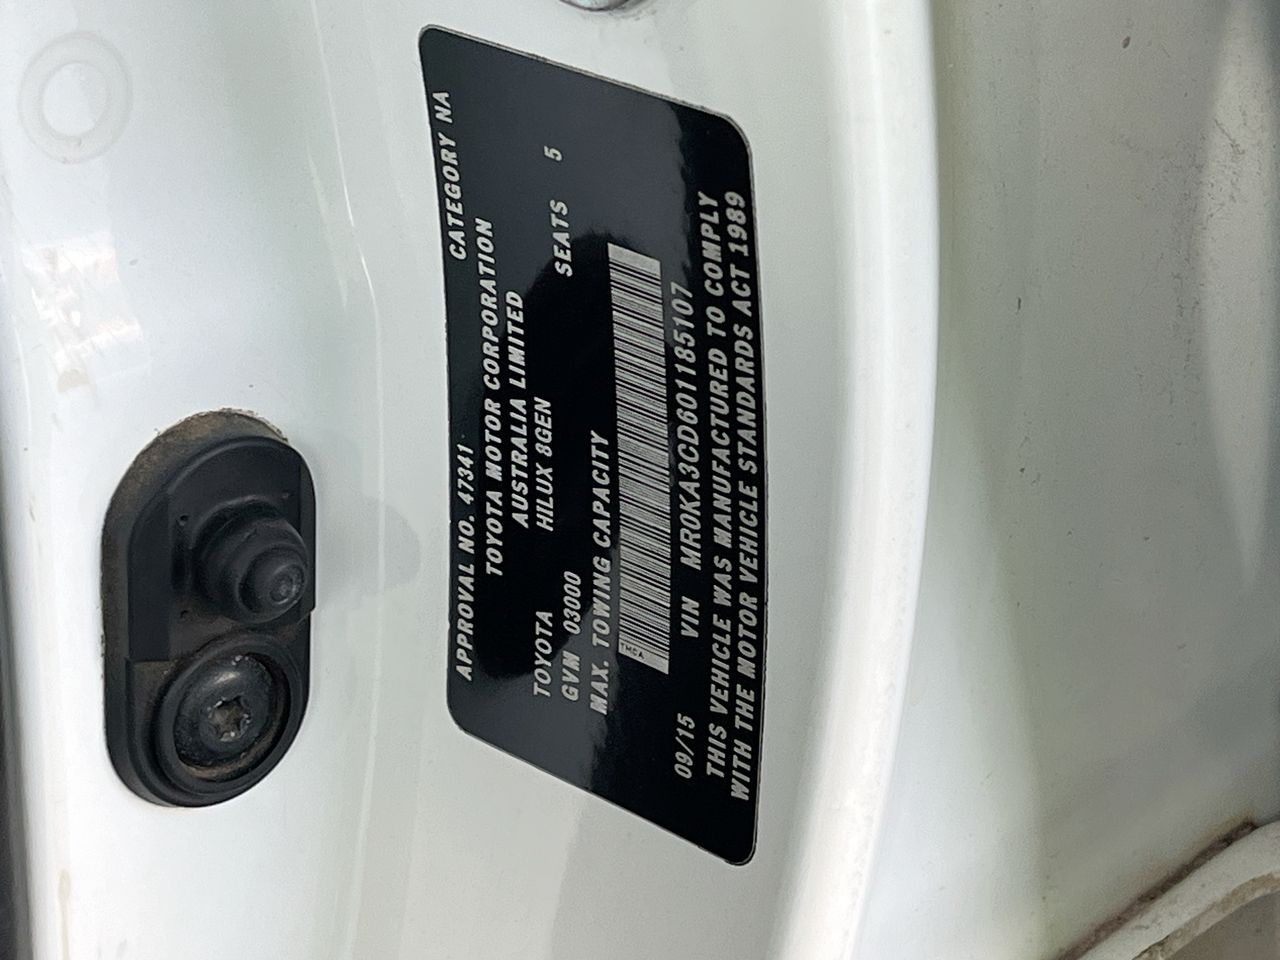 APPROVAL NO. 47341 CATEGORY NA
TOYOTA MOTOR CORPORATION
AUSTRALIA LIMITED
TOYOTA HILUX 8GEN
GVM 03000 SEATS 5
MAX. TOWING CAPACITY
TMCA
09/15 VIN MR0KA3CD601185107
THIS VEHICLE WAS MANUFACTURED TO COMPLY
WITH THE MOTOR VEHICLE STANDARDS ACT 1989